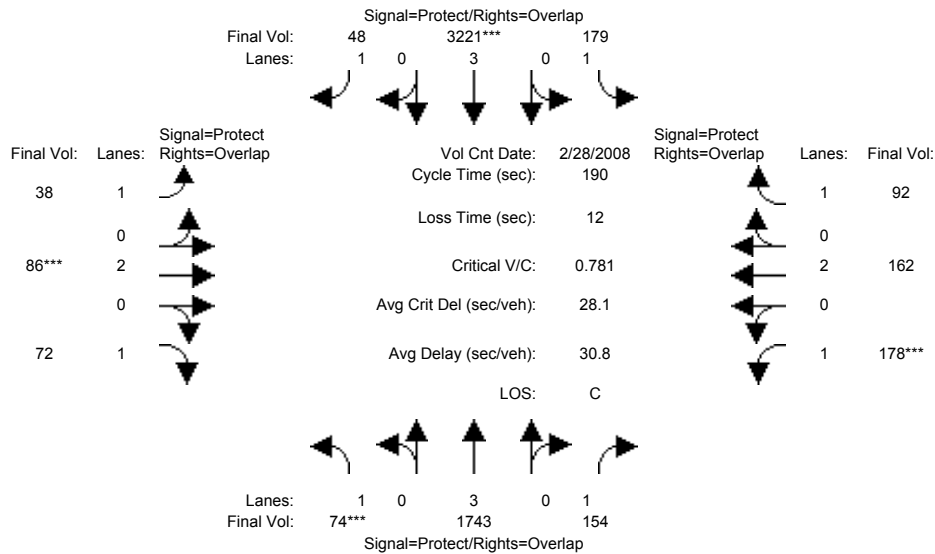 Signal=Protect/Rights=Overlap
Final Vol: 48 3221*** 179
Lanes: 1 0 3 0 1
Signal=Protect
Final Vol: Lanes: Rights=Overlap
Vol Cnt Date: 2/28/2008
Signal=Protect
Rights=Overlap Lanes: Final Vol:
Cycle Time (sec): 190
38 1
1 92
Loss Time (sec): 12
0
0
86*** 2
Critical V/C: 0.781
2 162
0
Avg Crit Del (sec/veh): 28.1
0
72 1
Avg Delay (sec/veh): 30.8
1 178***
LOS: C
Lanes: 1 0 3 0 1
Final Vol: 74*** 1743 154
Signal=Protect/Rights=Overlap